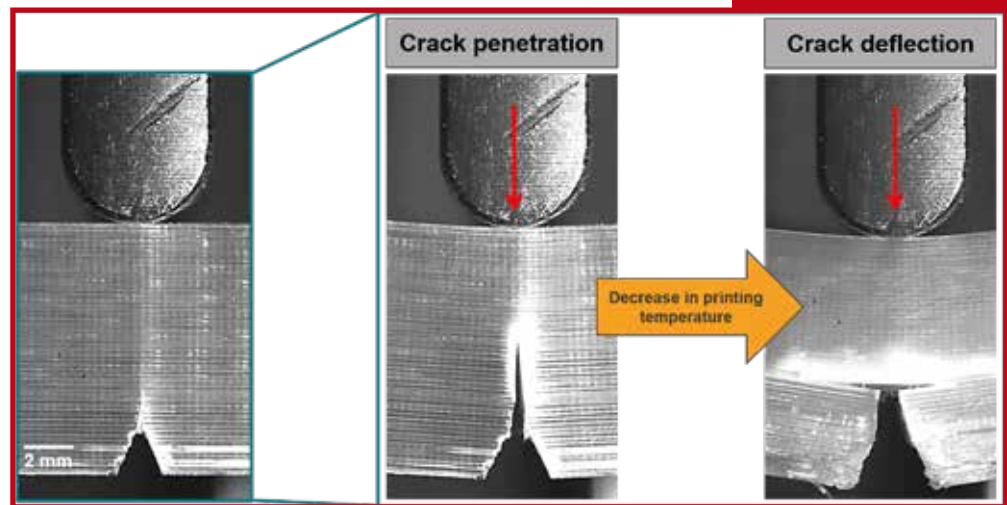 Crack penetration
Crack deflection
Decrease in printing
temperature
2 mm